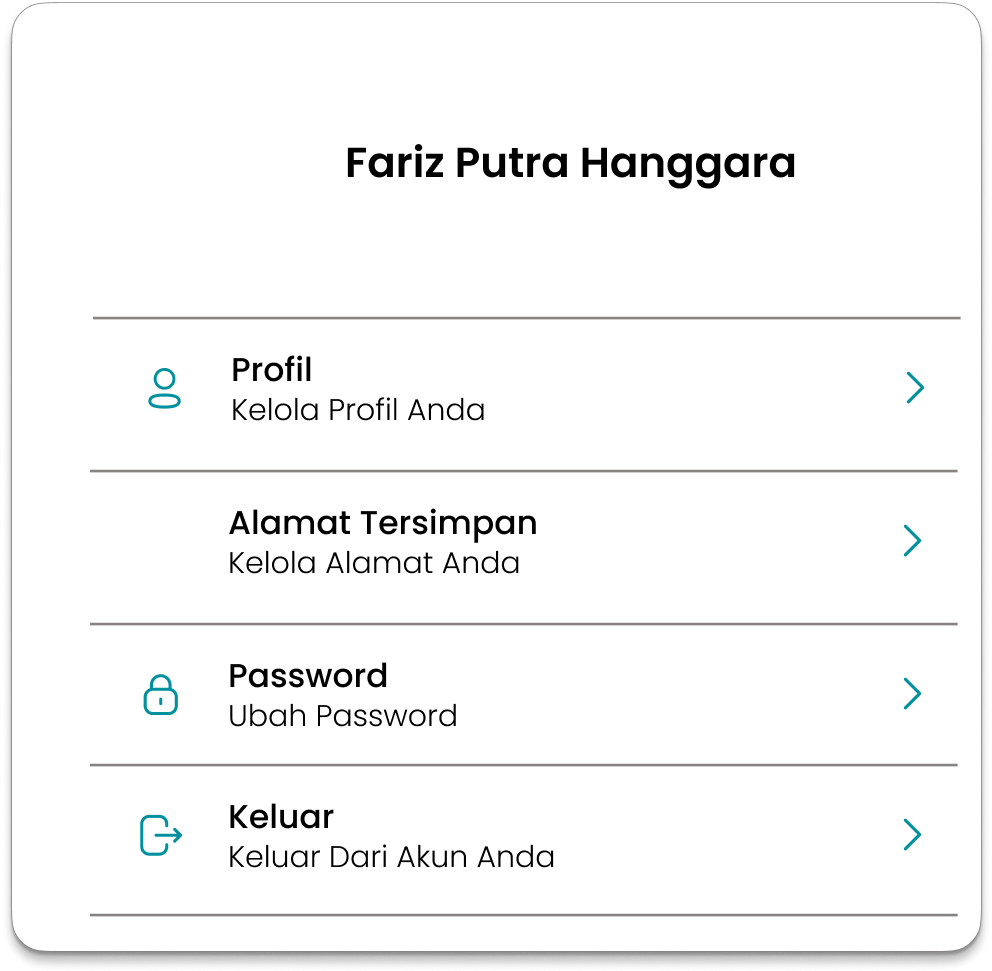 Fariz Putra Hanggara
Profil
Kelola Profil Anda
Alamat Tersimpan
Kelola Alamat Anda
Password
Ubah Password
Keluar
Keluar Dari Akun Anda